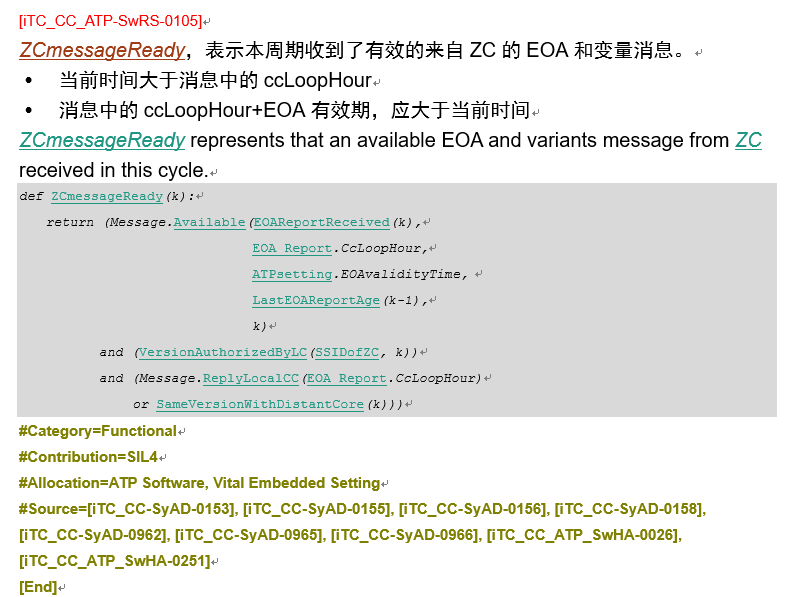 [iTC_CC_ATP-SwRS-0105]
ZCmessageReady，表示本周期收到了有效的来自 ZC 的 EOA 和变量消息。
• 当前时间大于消息中的 ccLoopHour
• 消息中的 ccLoopHour+EOA 有效期，应大于当前时间
ZCmessageReady represents that an available EOA and variants message from ZC
received in this cycle.
def ZCmessageReady(k):
return (Message.Available(EOAReportReceived(k),
EOA_Report.CcLoopHour,
ATPsetting.EOAvalidityTime,
LastEOAReportAge(k-1),
k)
and (VersionAuthorizedByLC(SSIDofZC, k))
and (Message.ReplyLocalCC(EOA_Report.CcLoopHour)
or SameVersionWithDistantCore(k)))
#Category=Functional
#Contribution=SIL4
#Allocation=ATP Software, Vital Embedded Setting
#Source=[iTC_CC-SyAD-0153], [iTC_CC-SyAD-0155], [iTC_CC-SyAD-0156], [iTC_CC-SyAD-0158],
[iTC_CC-SyAD-0962], [iTC_CC-SyAD-0965], [iTC_CC-SyAD-0966], [iTC_CC_ATP_SwHA-0026],
[iTC_CC_ATP_SwHA-0251]
[End]